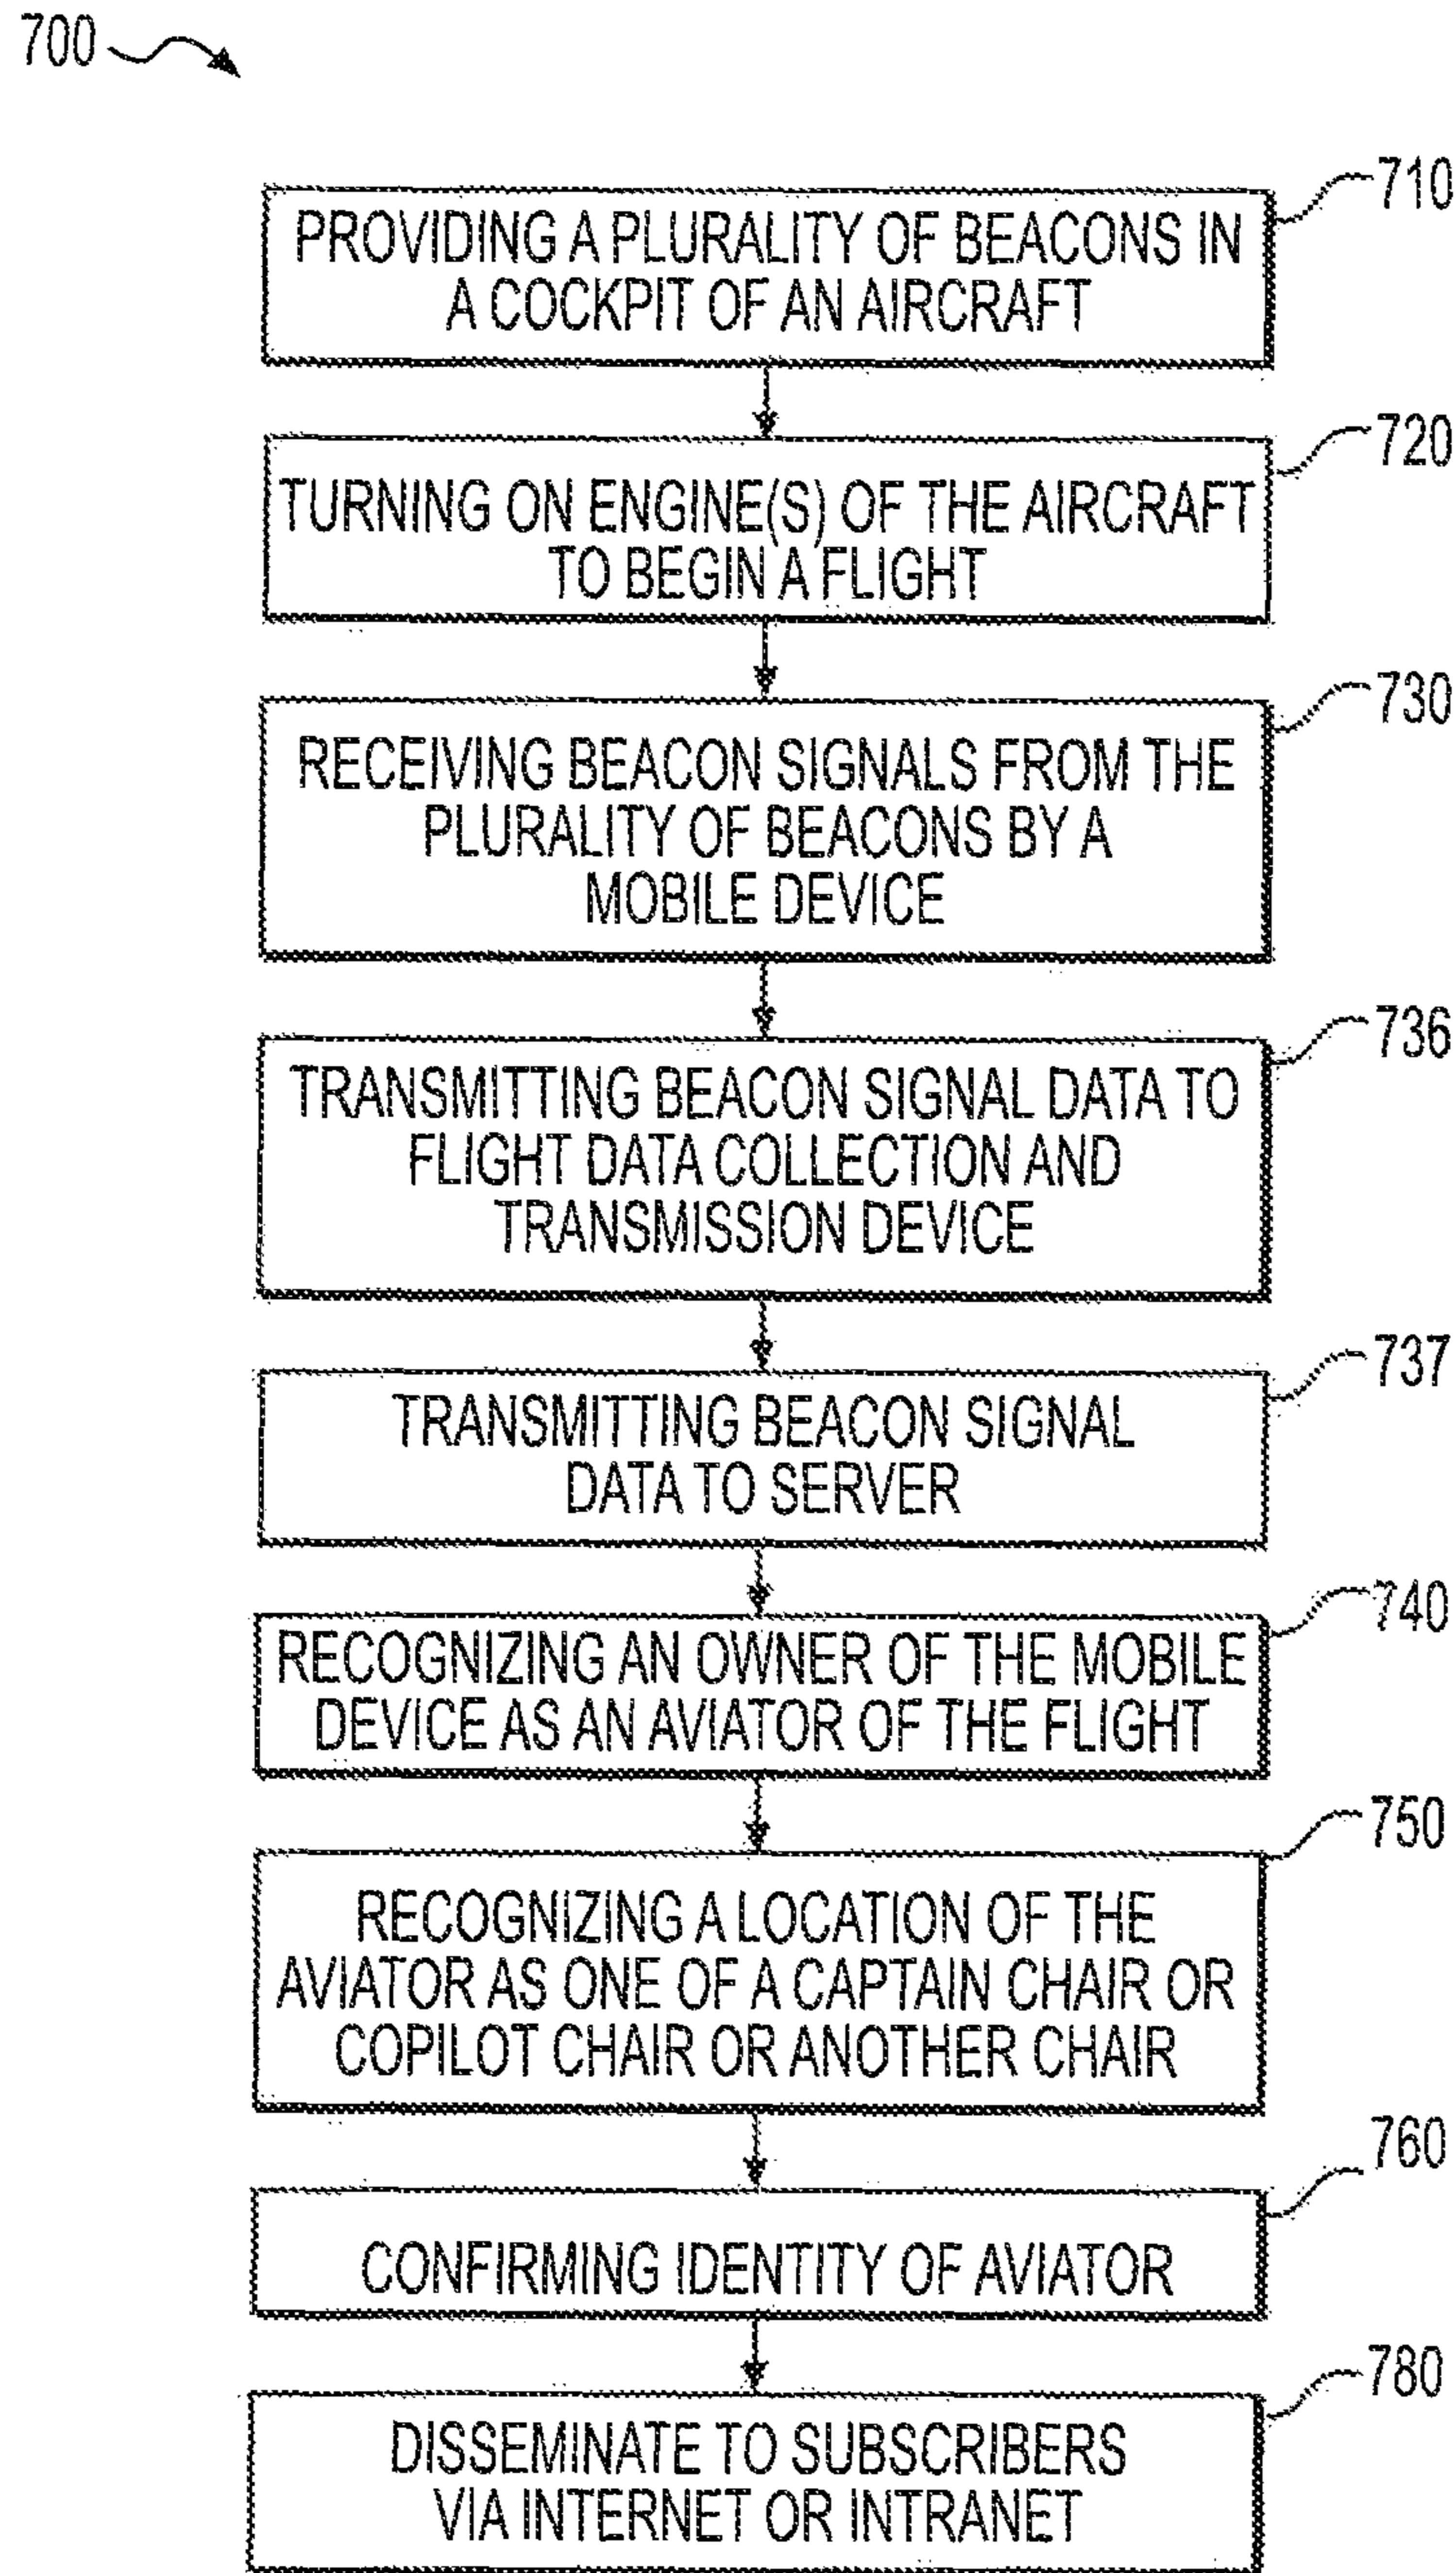 700
710
PROVIDING A PLURALITY OF BEACONS IN
A COCKPIT OF AN AIRCRAFT
720
TURNING ON ENGINE(S) OF THE AIRCRAFT
TO BEGIN A FLIGHT
730
RECEIVING BEACON SIGNALS FROM THE
PLURALITY OF BEACONS BY A
MOBILE DEVICE
736
TRANSMITTING BEACON SIGNAL DATA TO
FLIGHT DATA COLLECTION AND
TRANSMISSION DEVICE
737
TRANSMITTING BEACON SIGNAL
DATA TO SERVER
740
RECOGNIZING AN OWNER OF THE MOBILE
DEVICE AS AN AVIATOR OF THE FLIGHT
750
RECOGNIZING A LOCATION OF THE
AVIATOR AS ONE OF A CAPTAIN CHAIR OR
COPILOT CHAIR OR ANOTHER CHAIR
760
CONFIRMING IDENTITY OF AVIATOR
780
DISSEMINATE TO SUBSCRIBERS
VIA INTERNET OR INTRANET